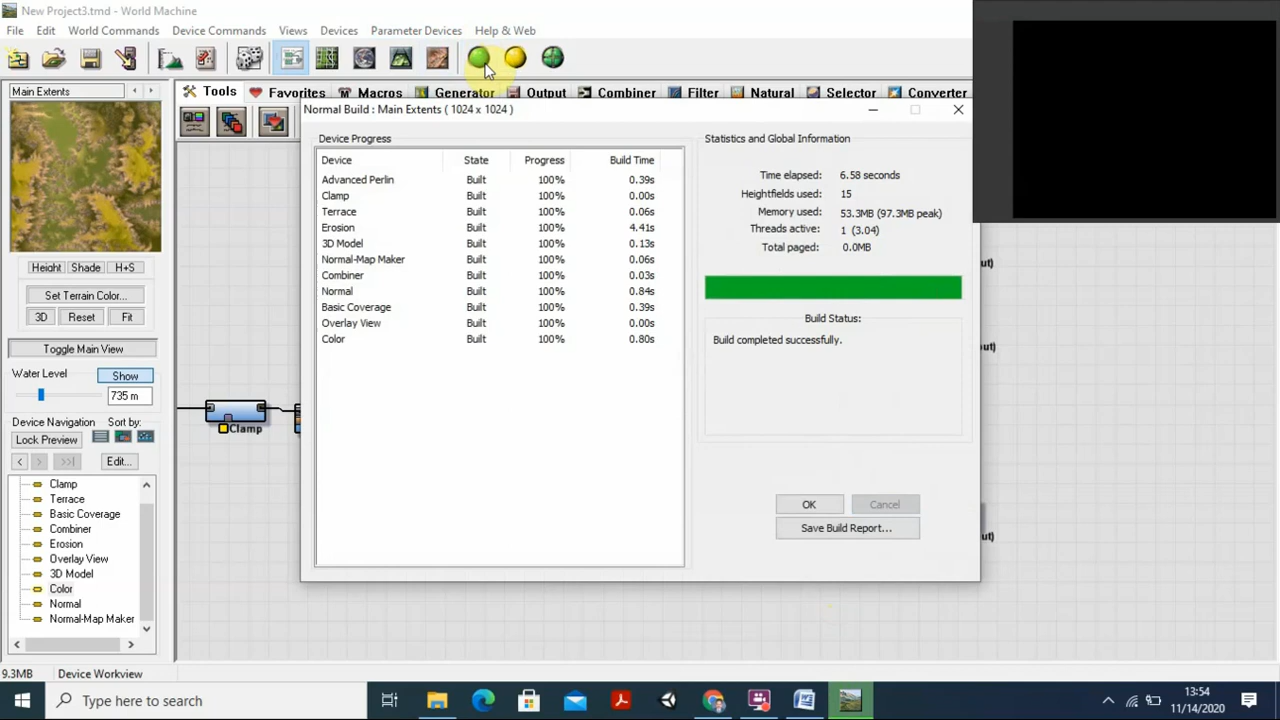 New Project3.tmd - World Machine
File Edit World Commands Device Commands Views Devices Parameter Devices Help & Web
Main Extents
Tools Favorites Macros Generator Output Combiner Filter Natural Selector Converter
Height Shade H+S
Set Terrain Color...
3D Reset Fit
Toggle Main View
Water Level Show
735 m
Device Navigation Sort by:
Lock Preview
< > >>| Edit...
Clamp
Terrace
Basic Coverage
Combiner
Erosion
Overlay View
3D Model
Color
Normal
Normal-Map Maker
9.3MB Device Workview
Clamp
Normal Build : Main Extents ( 1024 x 1024 )
Device Progress
Device State Progress Build Time
Advanced Perlin Built 100% 0.39s
Clamp Built 100% 0.00s
Terrace Built 100% 0.06s
Erosion Built 100% 4.41s
3D Model Built 100% 0.13s
Normal-Map Maker Built 100% 0.06s
Combiner Built 100% 0.03s
Normal Built 100% 0.84s
Basic Coverage Built 100% 0.39s
Overlay View Built 100% 0.00s
Color Built 100% 0.80s
Statistics and Global Information
Time elapsed: 6.58 seconds
Heightfields used: 15
Memory used: 53.3MB (97.3MB peak)
Threads active: 1 (3.04)
Total paged: 0.0MB
Build Status:
Build completed successfully.
OK Cancel
Save Build Report...
ut)
ut)
ut)
Type here to search
13:54
11/14/2020